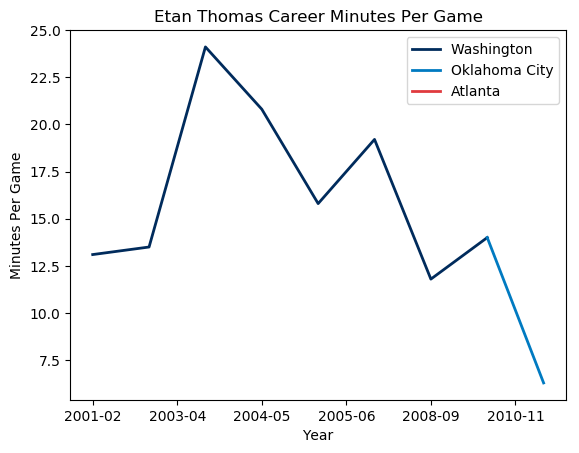 Etan Thomas Career Minutes Per Game
25.0
22.5
20.0
17.5
15.0
12.5
10.0
7.5
Minutes Per Game
Washington
Oklahoma City
Atlanta
2001-02 2003-04 2004-05 2005-06 2008-09 2010-11
Year